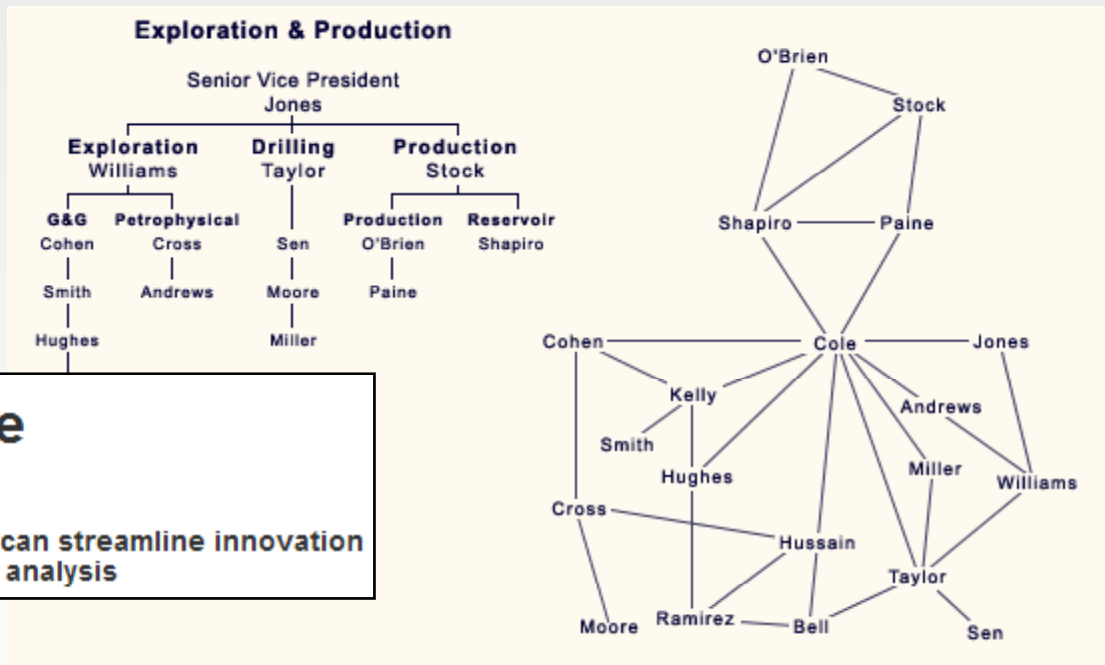 Exploration & Production
Senior Vice President
Jones
Exploration Drilling Production
Williams Taylor Stock
G&G Petrophysical Production Reservoir
Cohen Cross Sen O'Brien Shapiro
Smith Andrews Moore Paine
Hughes Miller
e
can streamline innovation
analysis
O'Brien
Stock
Shapiro Paine
Cohen Cole Jones
Kelly
Andrews
Smith
Miller
Hughes
Williams
Cross
Hussain
Taylor
Moore Ramirez Bell Sen